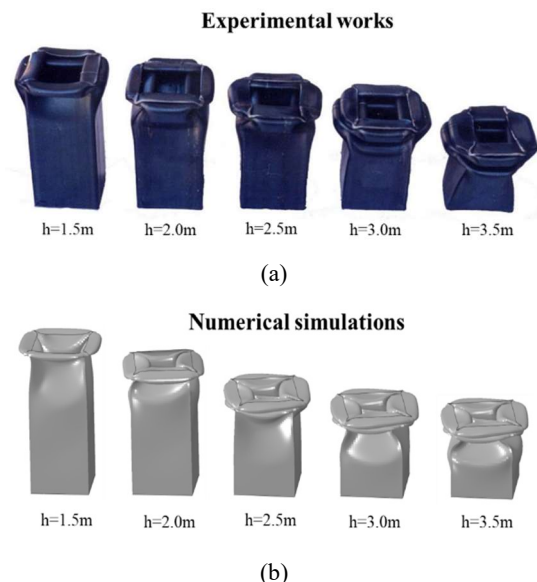 Experimental works
h=1.5m h=2.0m h=2.5m h=3.0m h=3.5m
(a)
Numerical simulations
h=1.5m h=2.0m h=2.5m h=3.0m h=3.5m
(b)